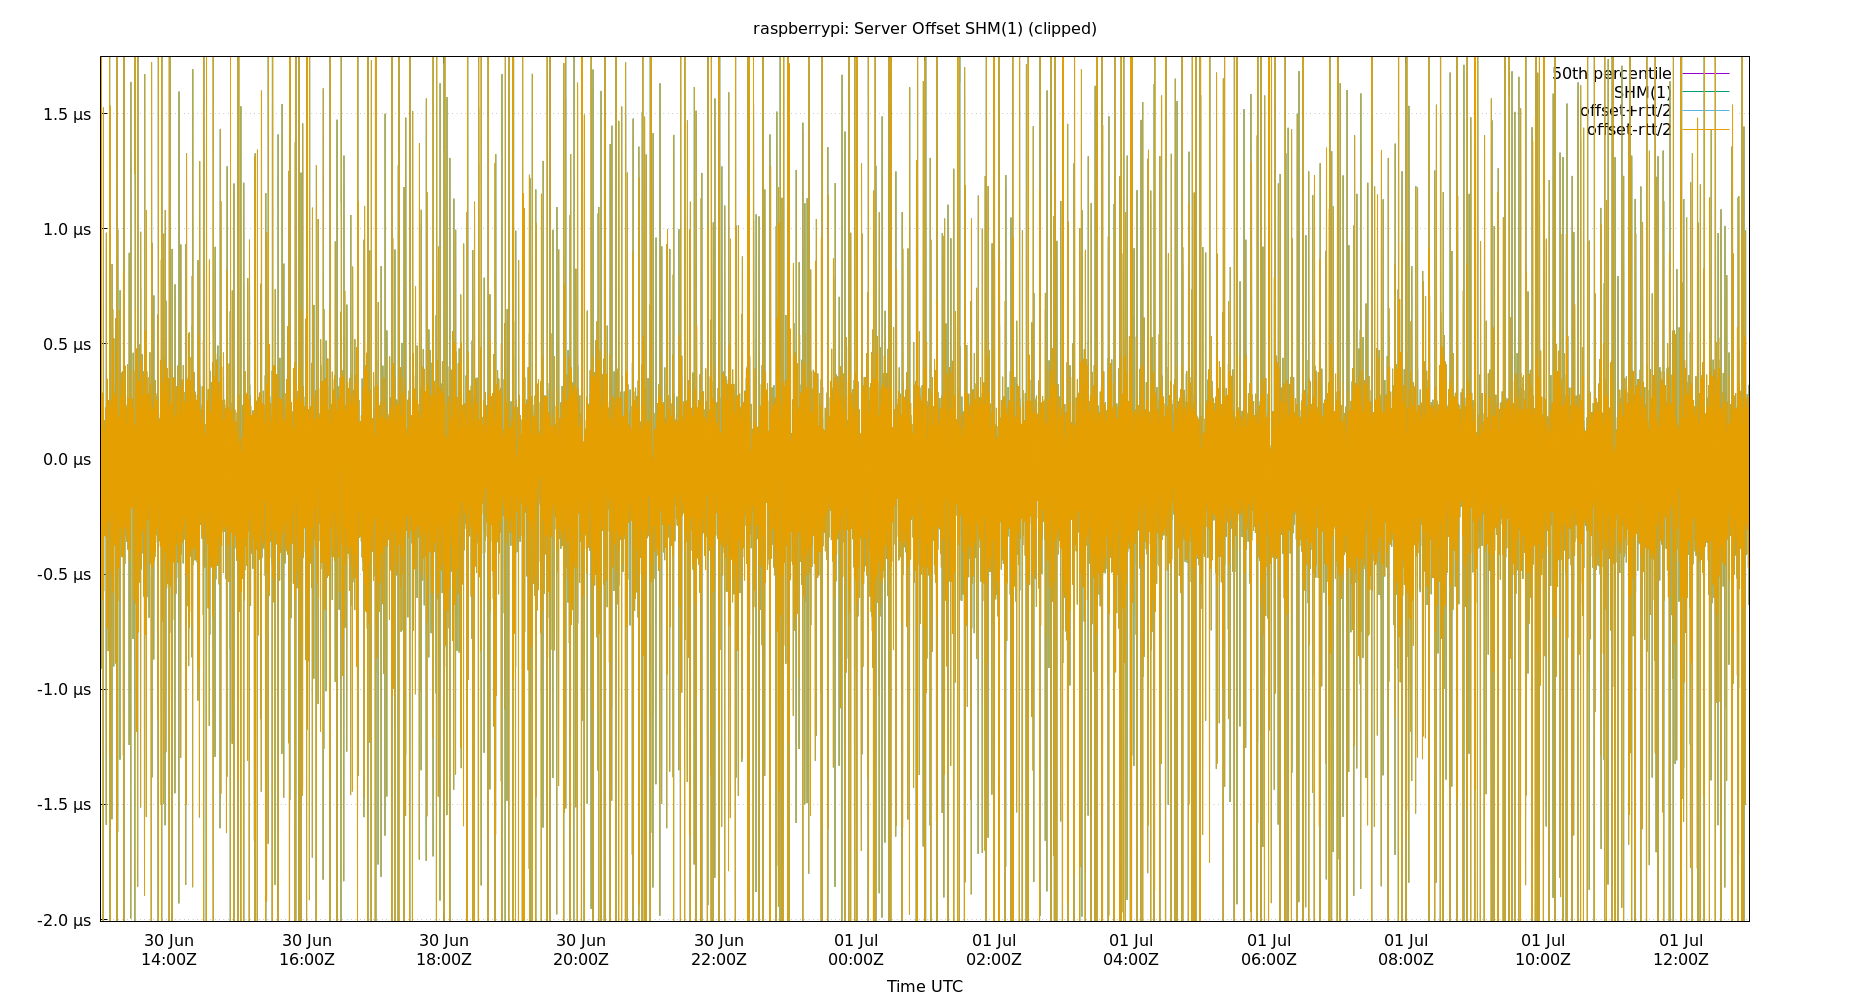 raspberrypi: Server Offset SHM(1) (clipped)
50th percentile
SHM(1)
offset+rtt/2
offset-rtt/2
1.5 µs
1.0 µs
0.5 µs
0.0 µs
-0.5 µs
-1.0 µs
-1.5 µs
-2.0 µs
30 Jun 30 Jun 30 Jun 30 Jun 30 Jun 01 Jul 01 Jul 01 Jul 01 Jul 01 Jul 01 Jul 01 Jul
14:00Z 16:00Z 18:00Z 20:00Z 22:00Z 00:00Z 02:00Z 04:00Z 06:00Z 08:00Z 10:00Z 12:00Z
Time UTC